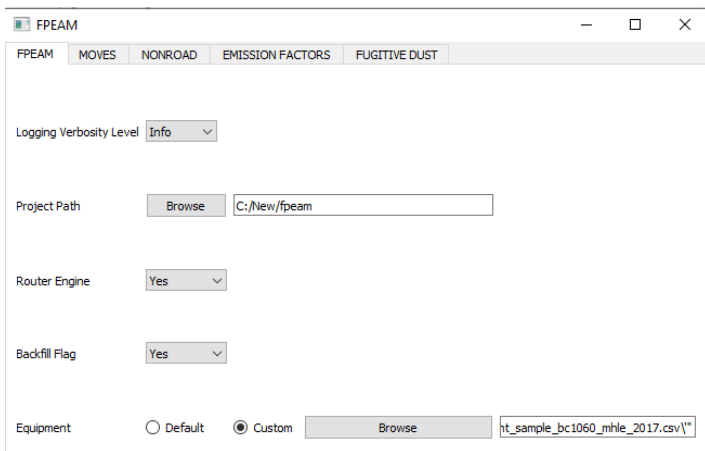 FPEAM
FPEAM MOVES NONROAD EMISSION FACTORS FUGITIVE DUST
Logging Verbosity Level Info
Project Path Browse C:/New/fpeam
Router Engine Yes
Backfill Flag Yes
Equipment Default Custom Browse nt_sample_bc1060_mhle_2017.csv\'"